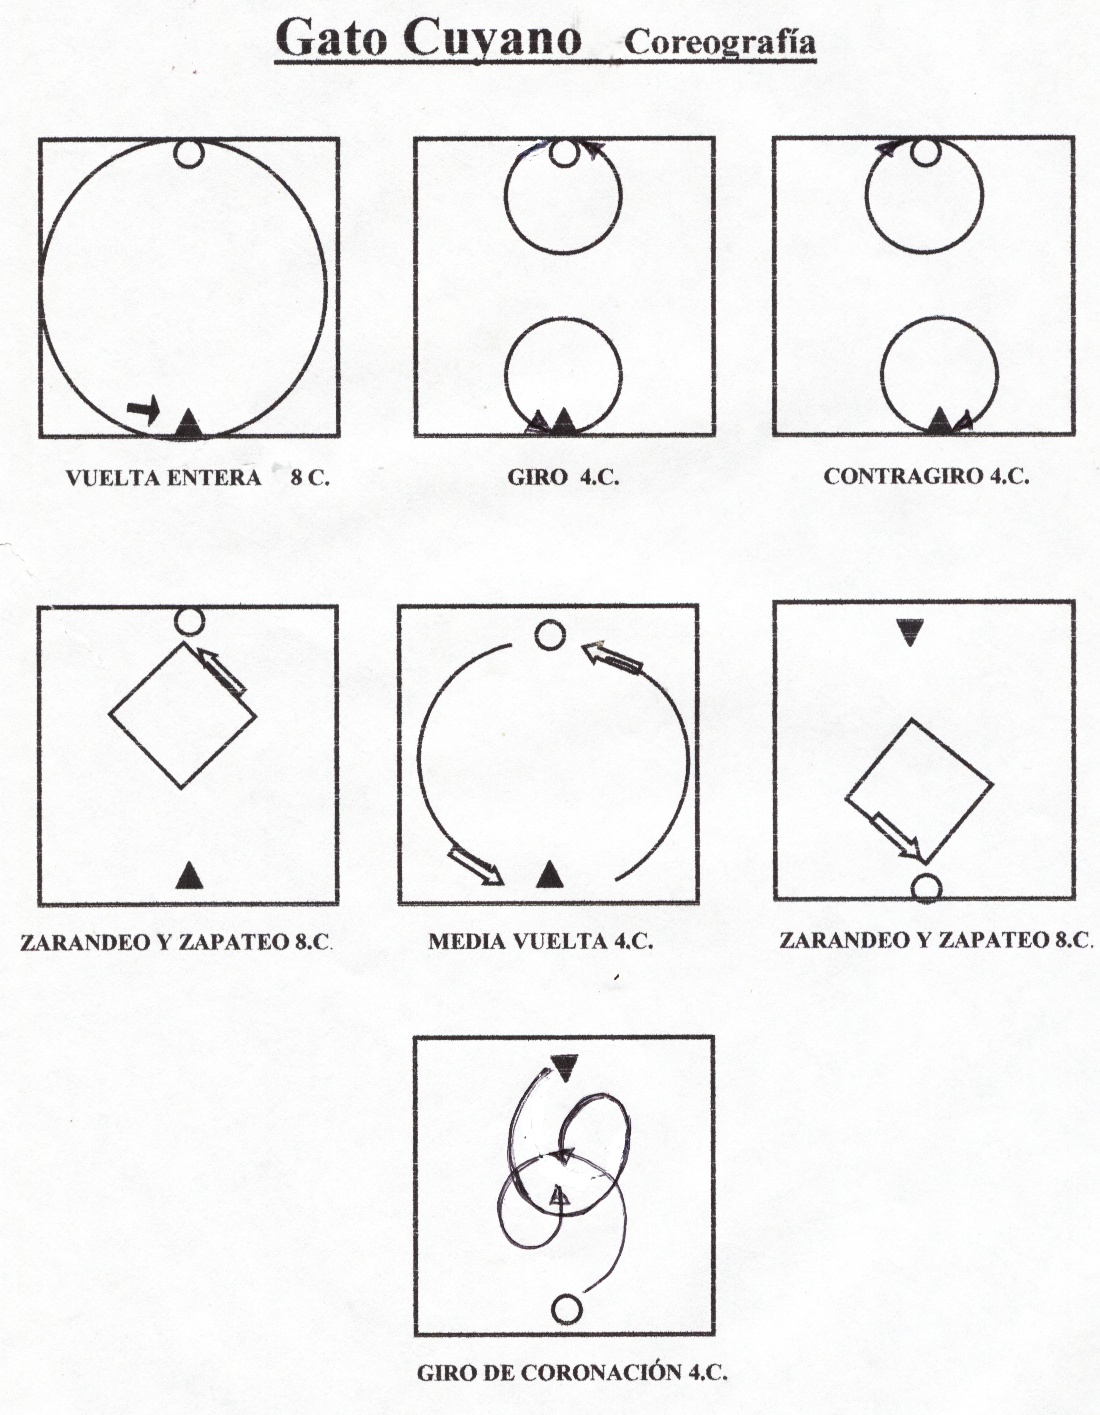 Gato Cuyano Coreografía
VUELTA ENTERA 8 C.
GIRO 4.C.
CONTRAGIRO 4.C.
ZARANDEO Y ZAPATEO 8.C.
MEDIA VUELTA 4.C.
ZARANDEO Y ZAPATEO 8.C.
GIRO DE CORONACIÓN 4.C.